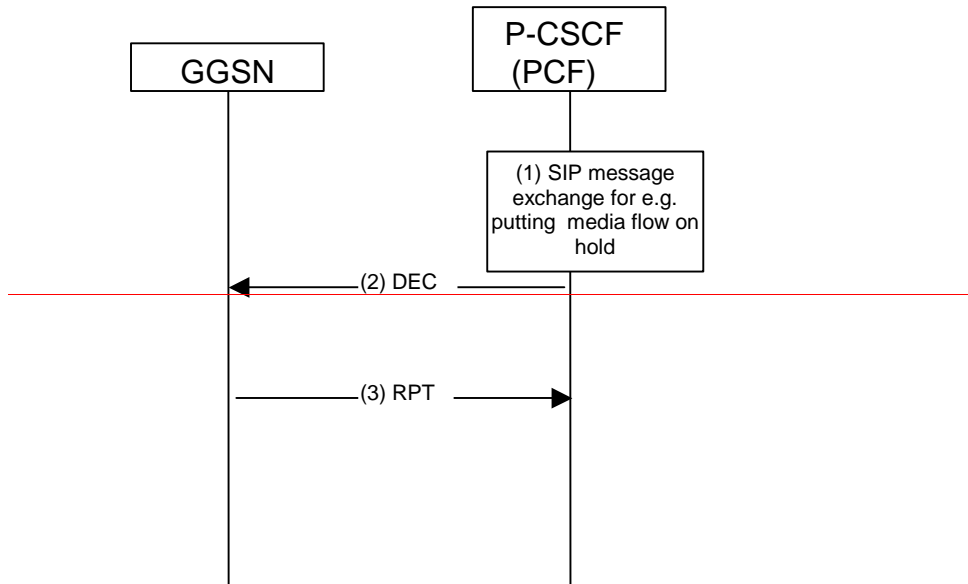 GGSN
P-CSCF
(PCF)
(1) SIP message
exchange for e.g.
putting media flow on
hold
(2) DEC
(3) RPT